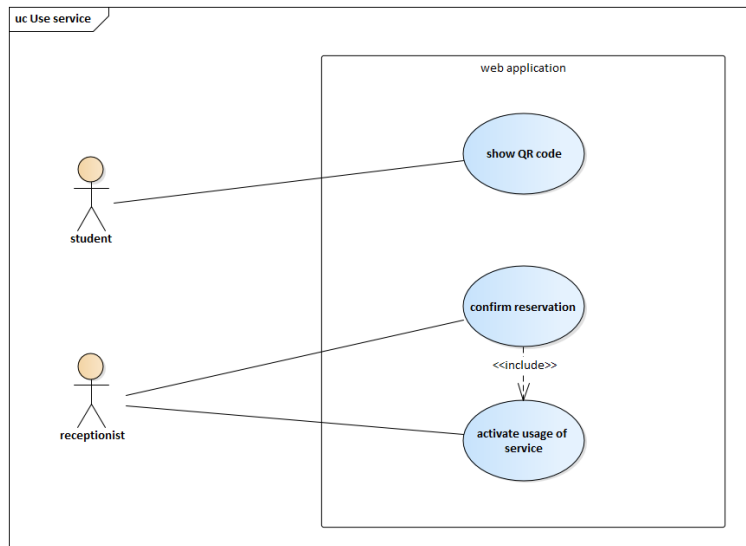 uc Use service
web application
show QR code
student
confirm reservation
<<include>>
receptionist
activate usage of
service